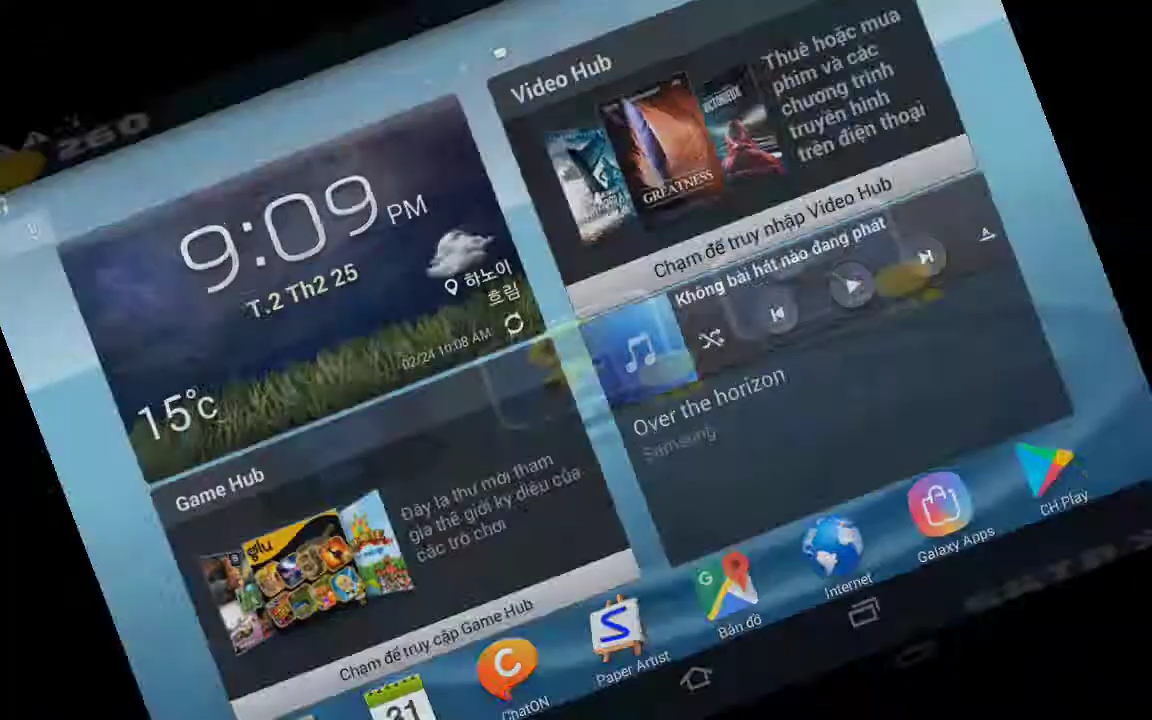 9:09 PM
T.2 Th2 25
하노이
흐림
02/24 10:08 AM
15°c
Video Hub
GREATNESS
Thuê hoặc mua
phim và các
chương trình
truyền hình
trên điện thoại
Chạm để truy nhập Video Hub
Không bài hát nào đang phát
Over the horizon
Samsung
Game Hub
glu
Đây là thư mời tham
gia thế giới kỳ diệu của
các trò chơi
Chạm để truy cập Game Hub
31
C
ChatON
S
Paper Artist
G
Bản đồ
Internet
Galaxy Apps
CH Play